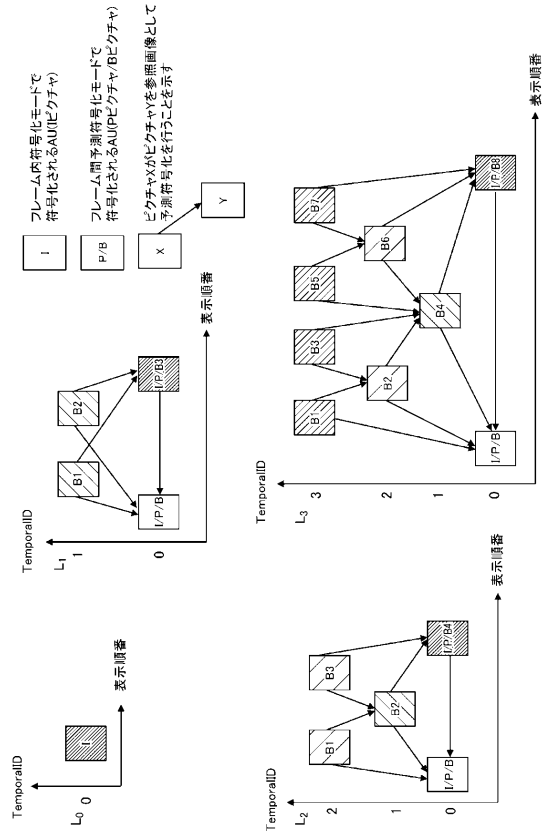 TemporalID
L0
0
I
表示順番
TemporalID
L1
1
0
B1
B2
I/P/B
I/P/B3
表示順番
I
フレーム内符号化モードで
符号化されるAU(Iピクチャ)
P/B
フレーム間予測符号化モードで
符号化されるAU(Pピクチャ/Bピクチャ)
X
Y
ピクチャXがピクチャYを参照画像として
予測符号化を行うことを示す
TemporalID
L2
2
1
0
B1
B3
B2
I/P/B
I/P/B4
表示順番
TemporalID
L3
3
2
1
0
B1
B3
B5
B7
B2
B6
B4
I/P/B
I/P/B8
表示順番